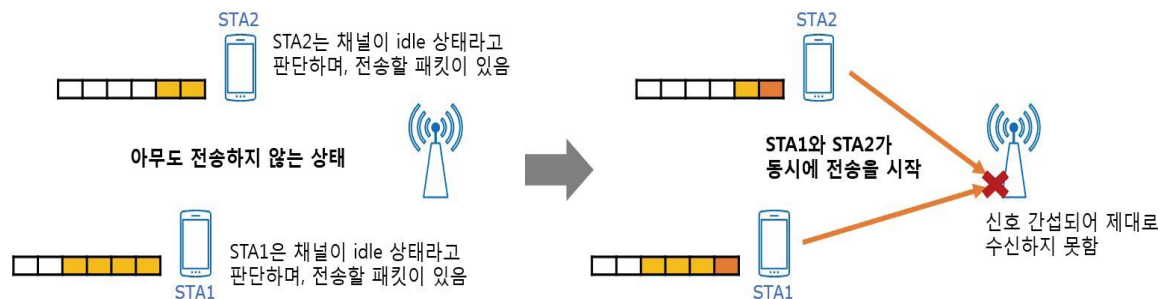 STA2
STA2는 채널이 idle 상태라고
판단하며, 전송할 패킷이 있음
아무도 전송하지 않는 상태
STA1은 채널이 idle 상태라고
판단하며, 전송할 패킷이 있음
STA1
STA2
STA1와 STA2가
동시에 전송을 시작
신호 간섭되어 제대로
수신하지 못함
STA1